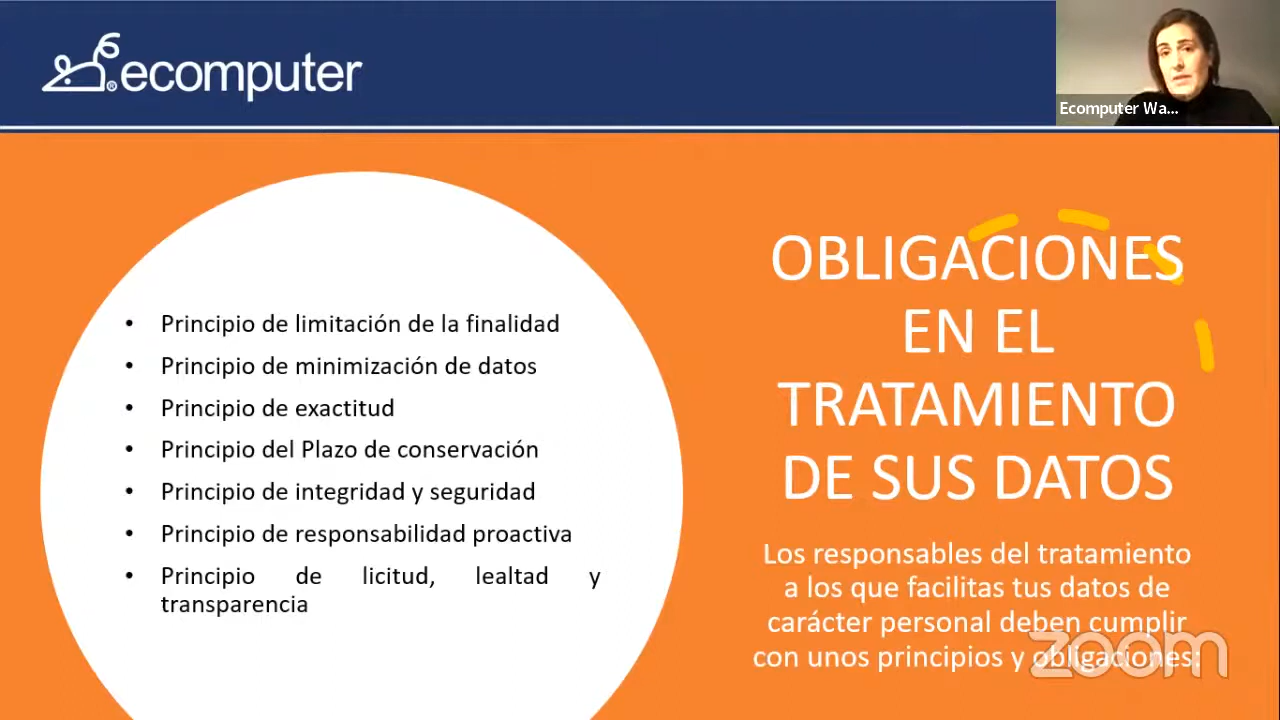 ecomputer
Ecomputer Wa...
• Principio de limitación de la finalidad
• Principio de minimización de datos
• Principio de exactitud
• Principio del Plazo de conservación
• Principio de integridad y seguridad
• Principio de responsabilidad proactiva
• Principio de licitud, lealtad y
transparencia
OBLIGACIONES
EN EL
TRATAMIENTO
DE SUS DATOS
Los responsables del tratamiento
a los que facilitas tus datos de
carácter personal deben cumplir
con unos principios y obligaciones:
zoom